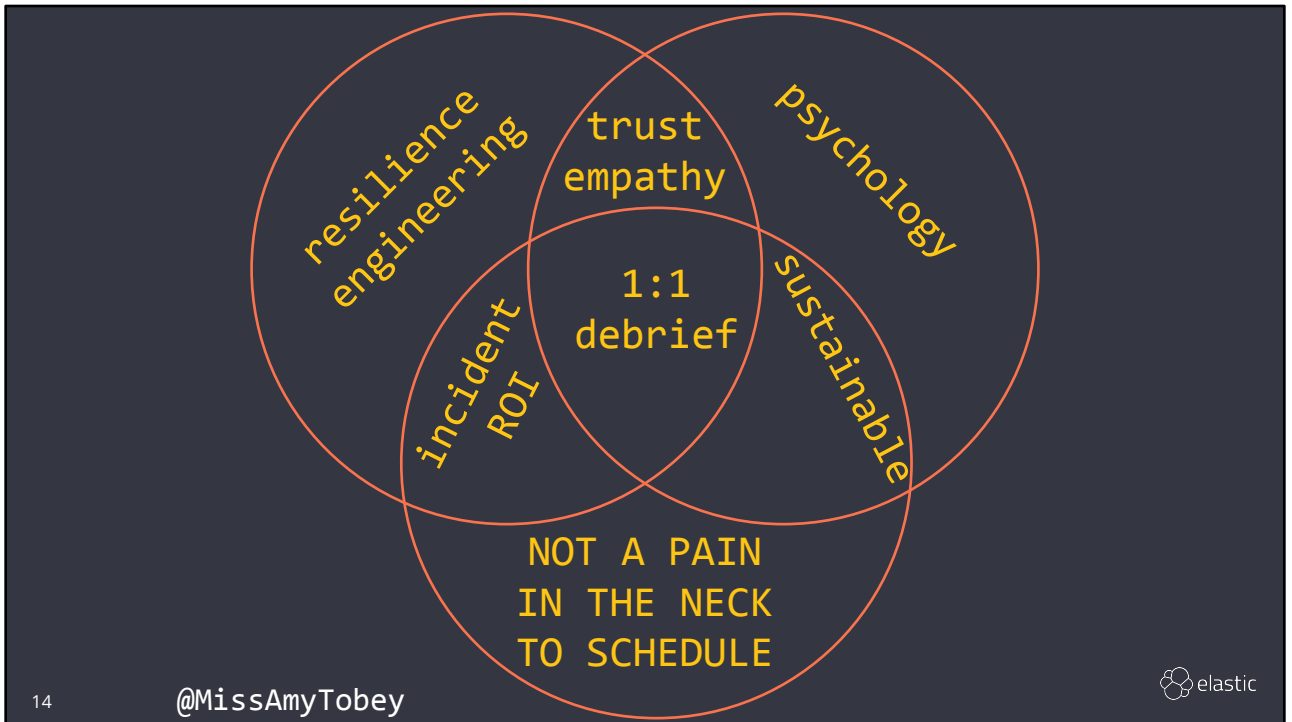 resilience
engineering
trust
empathy
psychology
1:1
debrief
incident
ROI
sustainable
NOT A PAIN
IN THE NECK
TO SCHEDULE
14
@MissAmyTobey
elastic